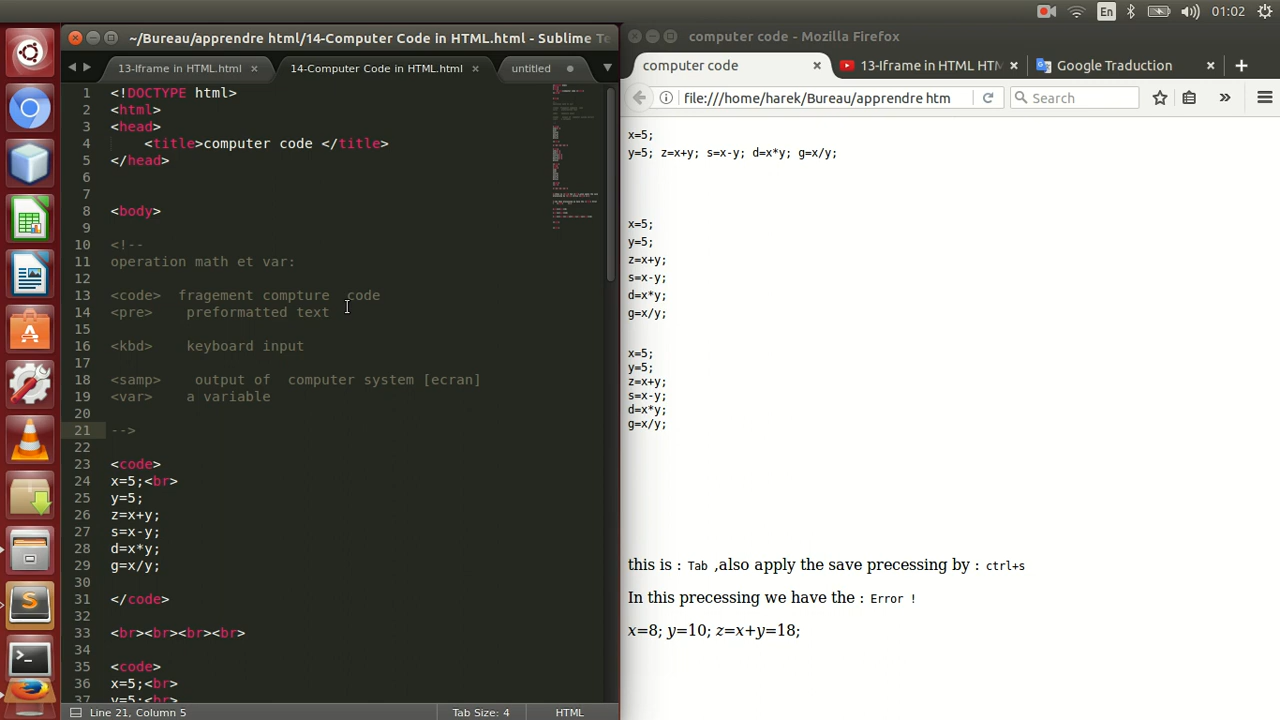 En
01:02
~/Bureau/apprendre html/14-Computer Code in HTML.html - Sublime Te
13-Iframe in HTML.html
14-Computer Code in HTML.html
untitled
1 <!DOCTYPE html>
2 <html>
3 <head>
4 <title>computer code </title>
5 </head>
6
7
8 <body>
9
10 <!--
11 operation math et var:
12
13 <code> fragement compture code
14 <pre> preformatted text
15
16 <kbd> keyboard input
17
18 <samp> output of computer system [ecran]
19 <var> a variable
20
21 -->
22
23 <code>
24 x=5;<br>
25 y=5;
26 z=x+y;
27 s=x-y;
28 d=x*y;
29 g=x/y;
30
31 </code>
32
33 <br><br><br><br>
34
35 <code>
36 x=5;<br>
37 y=5;<br>
Line 21, Column 5
Tab Size: 4
HTML
computer code - Mozilla Firefox
computer code
13-Iframe in HTML HTM
Google Traduction
file:///home/harek/Bureau/apprendre htm
Search
x=5;
y=5; z=x+y; s=x-y; d=x*y; g=x/y;
x=5;
y=5;
z=x+y;
s=x-y;
d=x*y;
g=x/y;
x=5;
y=5;
z=x+y;
s=x-y;
d=x*y;
g=x/y;
this is : Tab ,also apply the save precessing by : ctrl+s
In this precessing we have the : Error !
x=8; y=10; z=x+y=18;